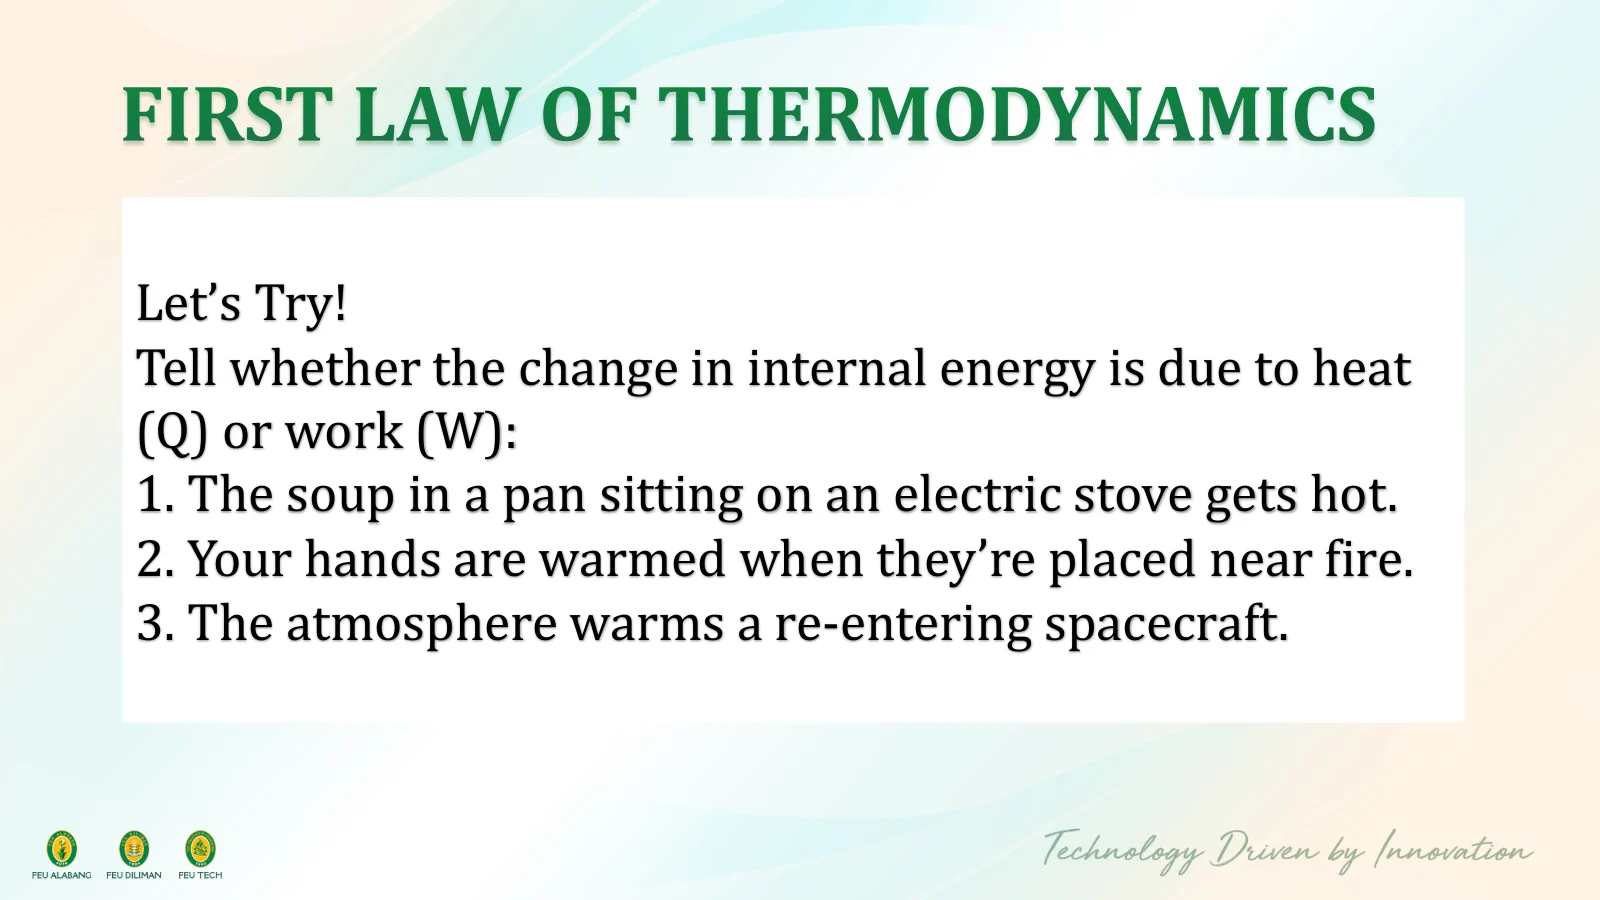 FIRST LAW OF THERMODYNAMICS
Let’s Try!
Tell whether the change in internal energy is due to heat
(Q) or work (W):
1. The soup in a pan sitting on an electric stove gets hot.
2. Your hands are warmed when they’re placed near fire.
3. The atmosphere warms a re-entering spacecraft.
FEU ALABANG
FEU DILIMAN
FEU TECH
Technology Driven by Innovation